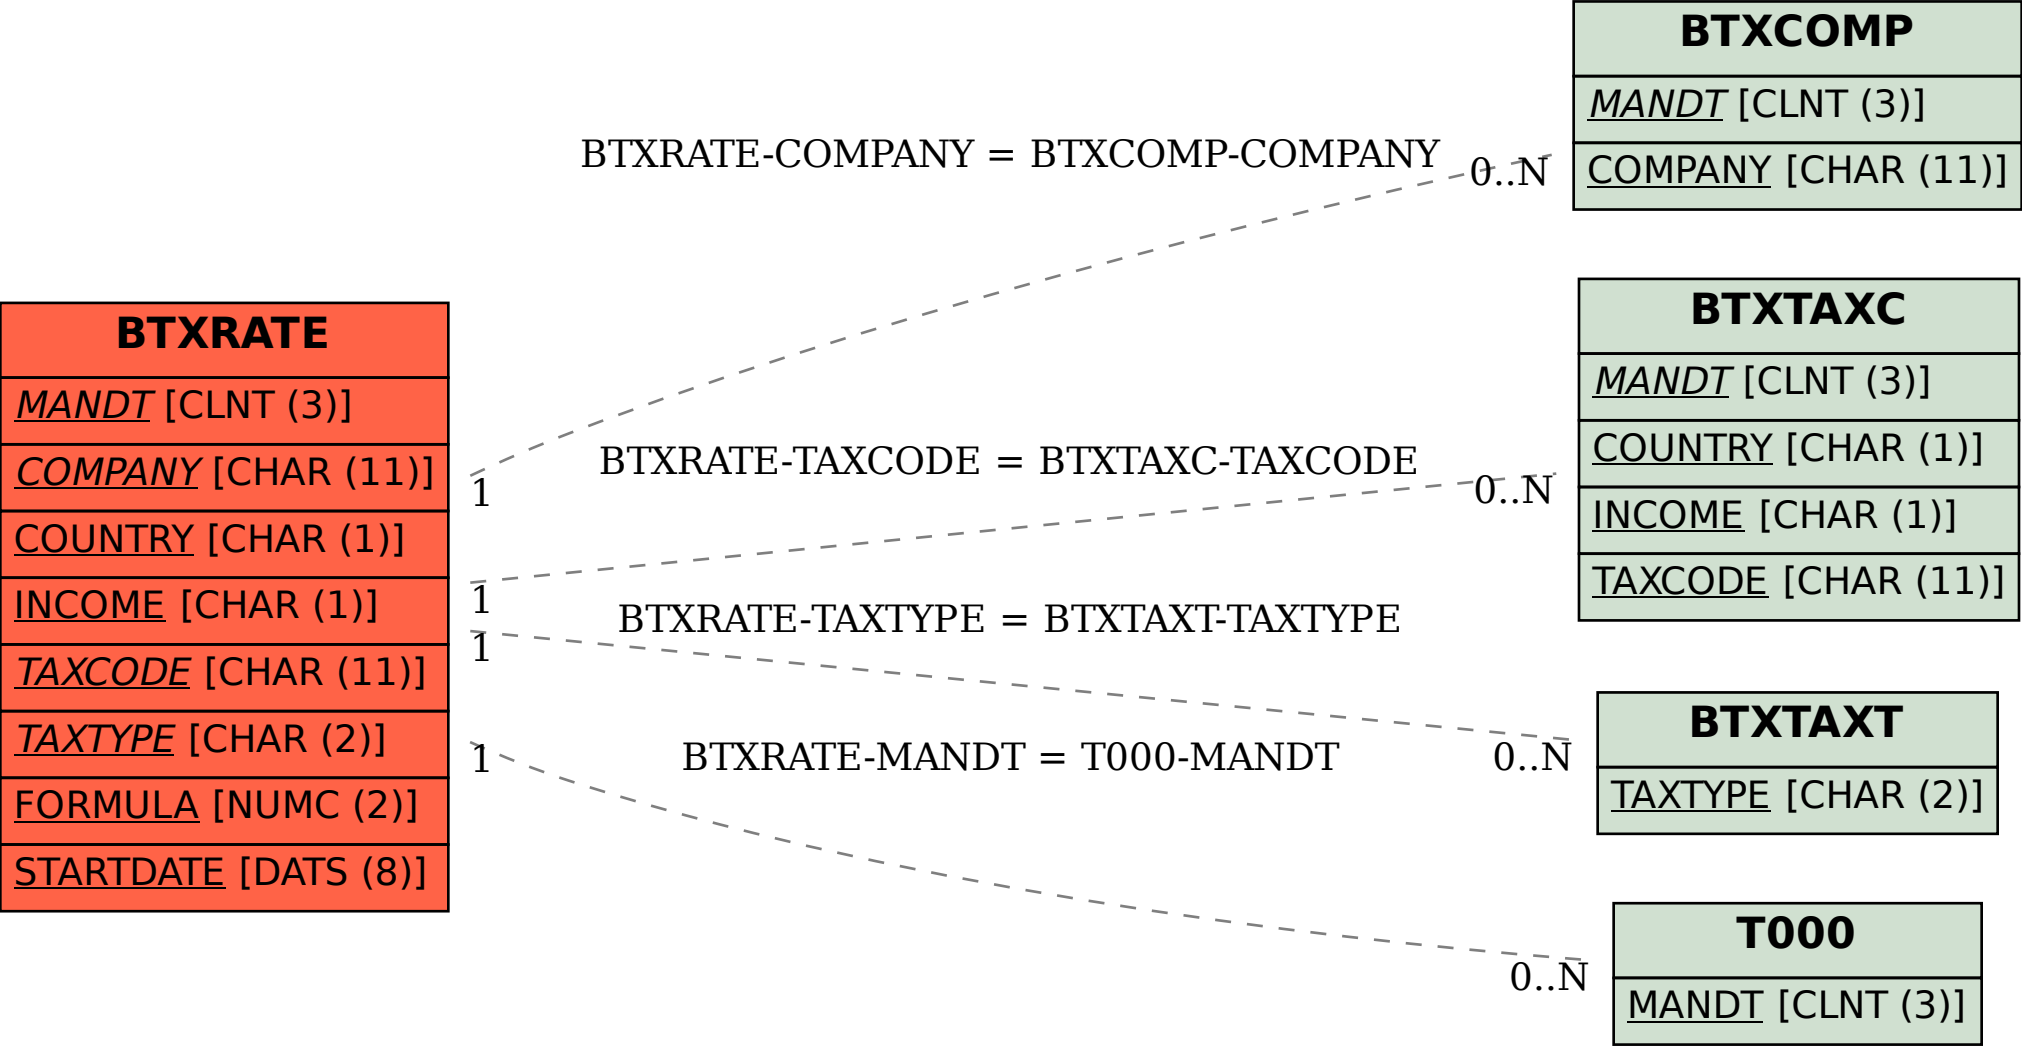 BTXCOMP
MANDT [CLNT (3)]
COMPANY [CHAR (11)]
BTXRATE-COMPANY = BTXCOMP-COMPANY
0..N
BTXTAXC
MANDT [CLNT (3)]
COUNTRY [CHAR (1)]
INCOME [CHAR (1)]
TAXCODE [CHAR (11)]
BTXRATE
MANDT [CLNT (3)]
COMPANY [CHAR (11)]
COUNTRY [CHAR (1)]
INCOME [CHAR (1)]
TAXCODE [CHAR (11)]
TAXTYPE [CHAR (2)]
FORMULA [NUMC (2)]
STARTDATE [DATS (8)]
1
BTXRATE-TAXCODE = BTXTAXC-TAXCODE
0..N
1
BTXRATE-TAXTYPE = BTXTAXT-TAXTYPE
1
0..N
BTXTAXT
TAXTYPE [CHAR (2)]
1
BTXRATE-MANDT = T000-MANDT
0..N
T000
MANDT [CLNT (3)]